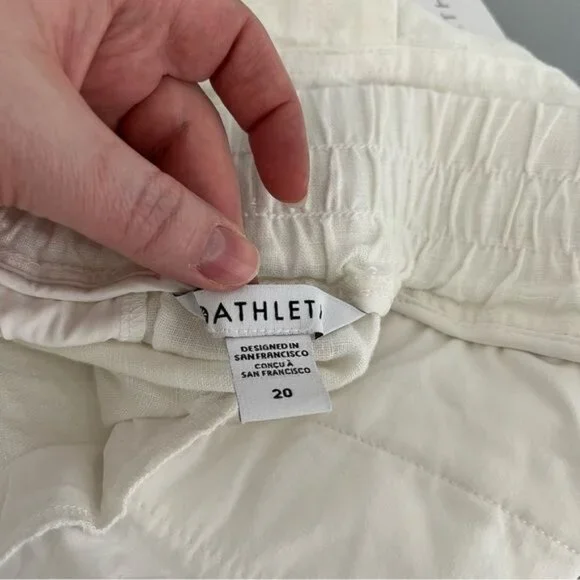 ATHLET
DESIGNED IN
SAN FRANCISCO
CONÇU À
SAN FRANCISCO
20